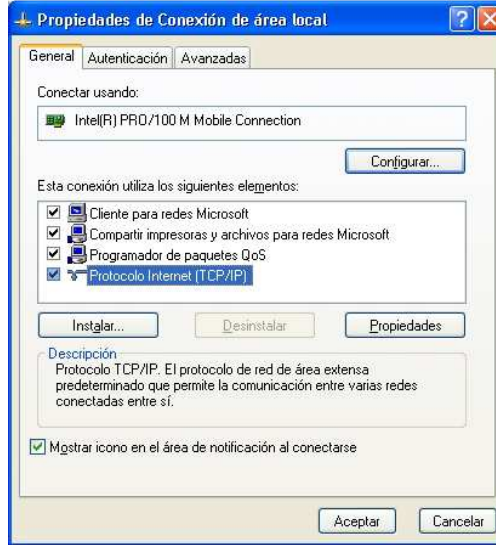 Propiedades de Conexión de área local
General Autenticación Avanzadas
Conectar usando:
Intel(R) PRO/100 M Mobile Connection
Configurar...
Esta conexión utiliza los siguientes elementos:
Cliente para redes Microsoft
Compartir impresoras y archivos para redes Microsoft
Programador de paquetes QoS
Protocolo Internet (TCP/IP)
Instalar... Desinstalar Propiedades
Descripción
Protocolo TCP/IP. El protocolo de red de área extensa
predeterminado que permite la comunicación entre varias redes
conectadas entre sí.
Mostrar icono en el área de notificación al conectarse
Aceptar Cancelar